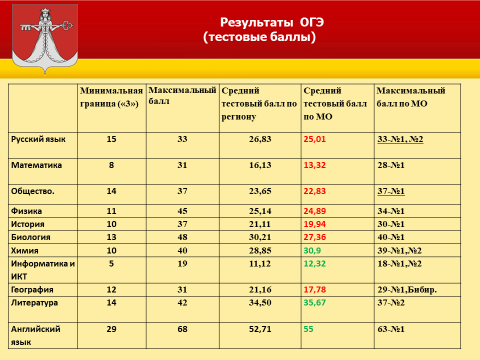 Результаты ОГЭ
(тестовые баллы)
Минимальная граница («3») Максимальный балл Средний тестовый балл по региону Средний тестовый балл по МО Максимальный балл по МО
Русский язык 15 33 26,83 25,01 33-№1, №2
Математика 8 31 16,13 13,32 28-№1
Общество. 14 37 23,65 22,83 37-№1
Физика 11 45 25,14 24,89 34-№1
История 10 37 21,11 19,94 30-№1
Биология 13 48 30,21 27,36 40-№1
Химия 10 40 28,85 30,9 39-№1,№2
Информатика и ИКТ 5 19 11,12 12,32 18-№1,№2
География 12 31 21,16 17,78 29-№1,Бибир.
Литература 14 42 34,50 35,67 37-№2
Английский язык 29 68 52,71 55 63-№1